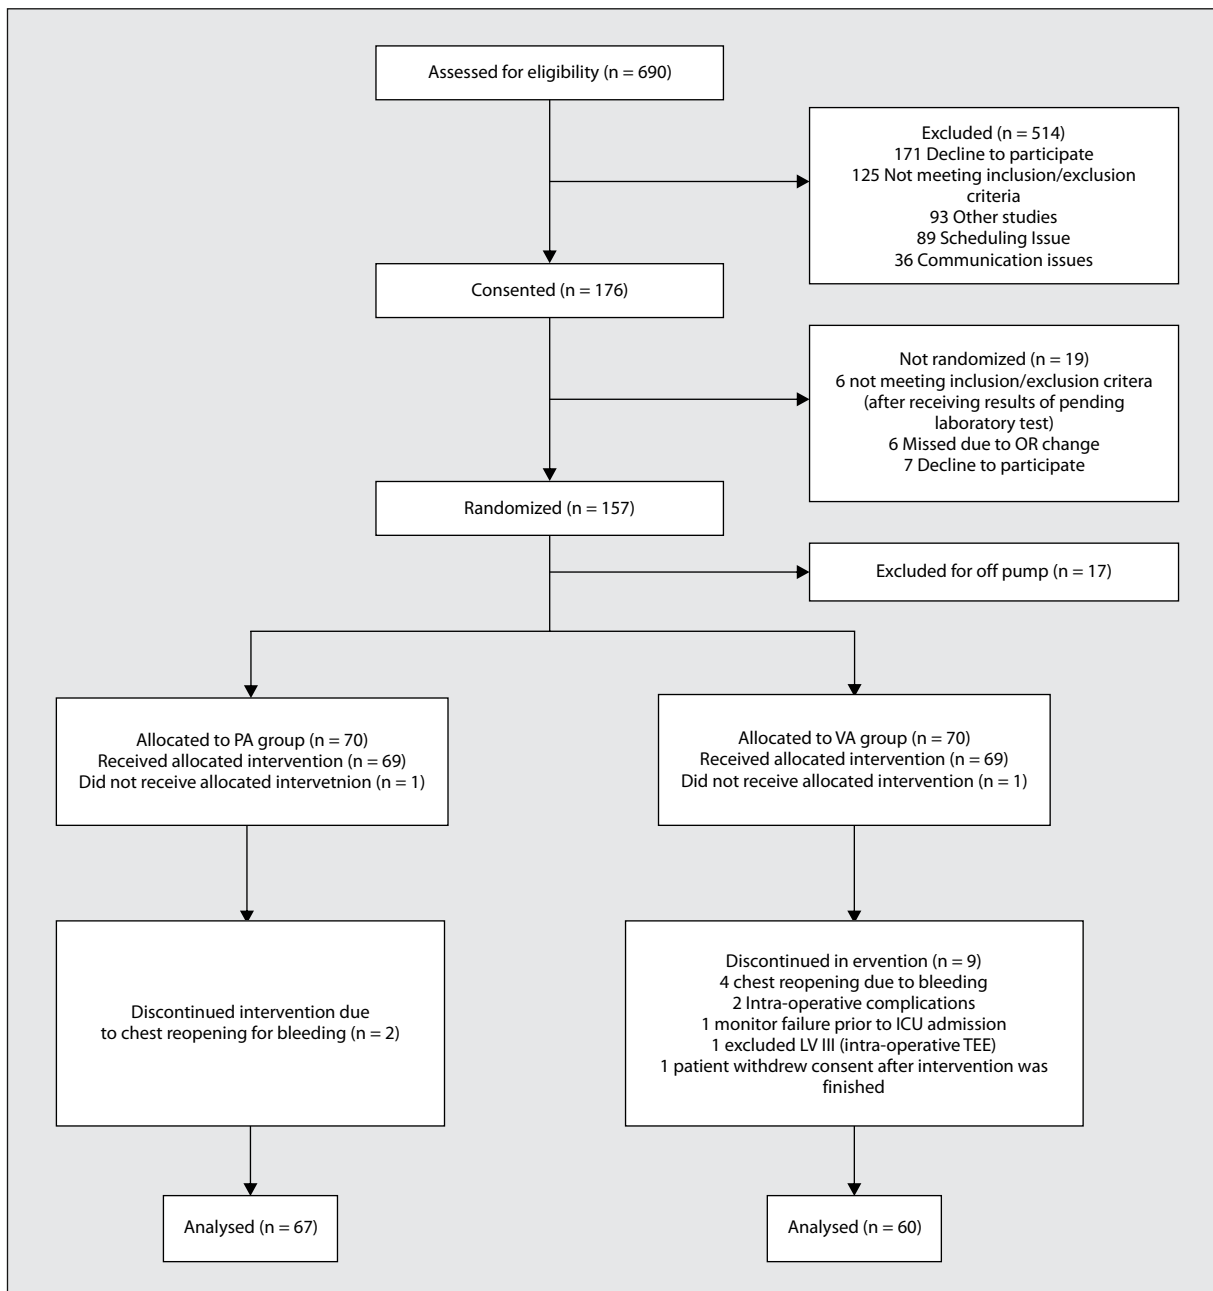 Assessed for eligibility (n = 690)
Excluded (n = 514)
171 Decline to participate
125 Not meeting inclusion/exclusion
criteria
93 Other studies
89 Scheduling Issue
36 Communication issues
Consented (n = 176)
Not randomized (n = 19)
6 not meeting inclusion/exclusion critera
(after receiving results of pending
laboratory test)
6 Missed due to OR change
7 Decline to participate
Randomized (n = 157)
Excluded for off pump (n = 17)
Allocated to PA group (n = 70)
Received allocated intervention (n = 69)
Did not receive allocated intervetnion (n = 1)
Allocated to VA group (n = 70)
Received allocated intervention (n = 69)
Did not receive allocated intervention (n = 1)
Discontinued intervention due
to chest reopening for bleeding (n = 2)
Discontinued in ervention (n = 9)
4 chest reopening due to bleeding
2 Intra-operative complications
1 monitor failure prior to ICU admission
1 excluded LV III (intra-operative TEE)
1 patient withdrew consent after intervention was
finished
Analysed (n = 67)
Analysed (n = 60)